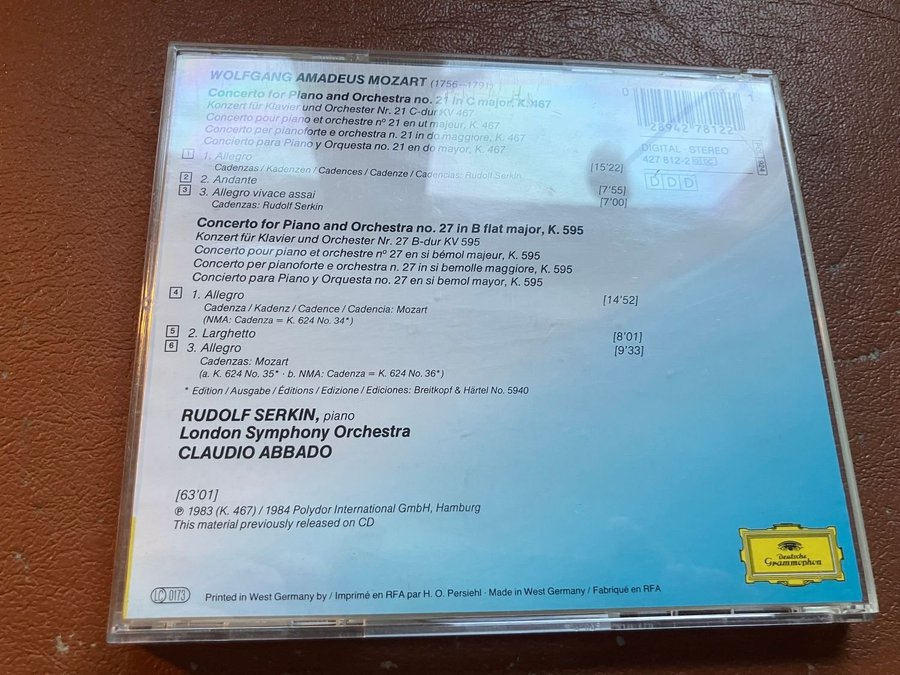 WOLFGANG AMADEUS MOZART (1756–1791)
Concerto for Piano and Orchestra no. 21 in C major, K. 467
Konzert für Klavier und Orchester Nr. 21 C-dur KV 467
Concerto pour piano et orchestre nº 21 en ut majeur, K. 467
Concerto per pianoforte e orchestra n. 21 in do maggiore, K. 467
Concierto para Piano y Orquesta no. 21 en do mayor, K. 467
1 1. Allegro [15'22]
Cadenzas / Kadenzen / Cadences / Cadenze / Cadencias: Rudolf Serkin
2 2. Andante [7'55]
3 3. Allegro vivace assai [7'00]
Cadenzas: Rudolf Serkin
Concerto for Piano and Orchestra no. 27 in B flat major, K. 595
Konzert für Klavier und Orchester Nr. 27 B-dur KV 595
Concerto pour piano et orchestre nº 27 en si bémol majeur, K. 595
Concerto per pianoforte e orchestra n. 27 in si bemolle maggiore, K. 595
Concierto para Piano y Orquesta no. 27 en si bemol mayor, K. 595
4 1. Allegro [14'52]
Cadenza / Kadenz / Cadence / Cadencia: Mozart
(NMA: Cadenza = K. 624 No. 34*)
5 2. Larghetto [8'01]
6 3. Allegro [9'33]
Cadenzas: Mozart
(a. K. 624 No. 35* · b. NMA: Cadenza = K. 624 No. 36*)
* Edition / Ausgabe / Éditions / Edizione / Ediciones: Breitkopf & Härtel No. 5940
RUDOLF SERKIN, piano
London Symphony Orchestra
CLAUDIO ABBADO
[63'01]
℗ 1983 (K. 467) / 1984 Polydor International GmbH, Hamburg
This material previously released on CD
LC 0173
Printed in West Germany by / Imprimé en RFA par H. O. Persiehl · Made in West Germany / Fabriqué en RFA
0 28942 78122 1
DIGITAL · STEREO
427 812-2
DDD
Deutsche
Grammophon